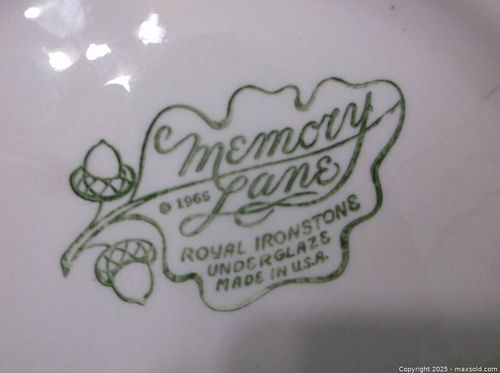 Memory
Lane
© 1965
ROYAL IRONSTONE
UNDERGLAZE
MADE IN U.S.A.
Copyright 2025 - maxsold.com